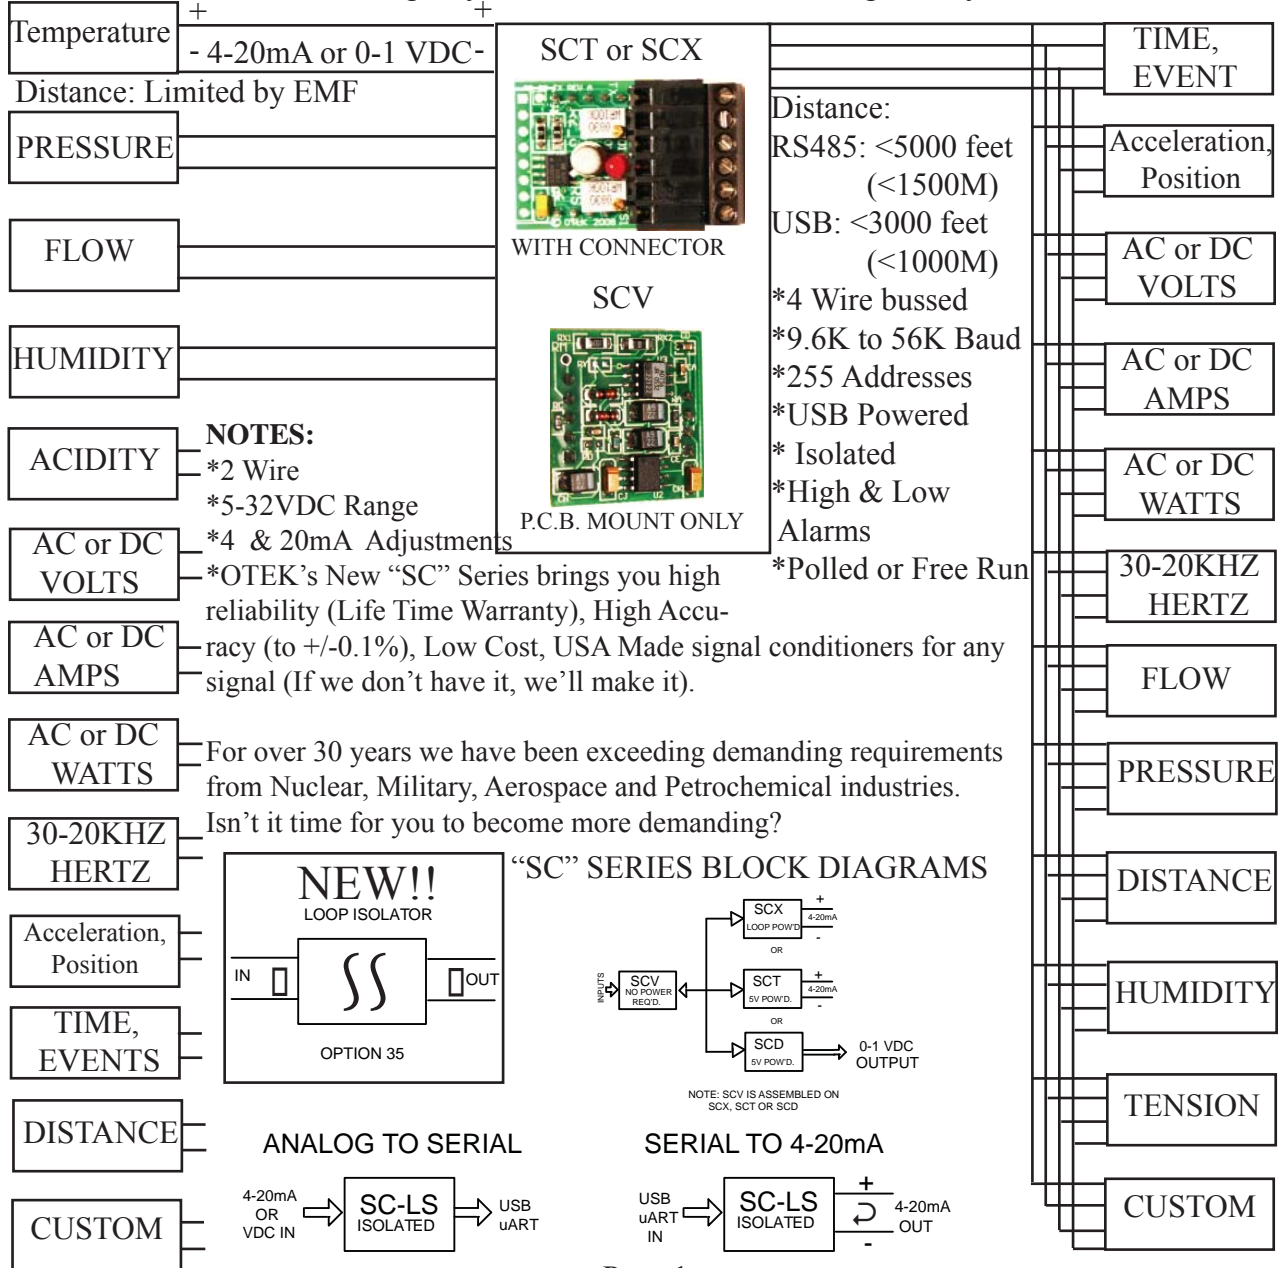 Temperature
+
+
- 4-20mA or 0-1 VDC-
Distance: Limited by EMF
PRESSURE
FLOW
HUMIDITY
ACIDITY
AC or DC
VOLTS
AC or DC
AMPS
AC or DC
WATTS
30-20KHZ
HERTZ
Acceleration,
Position
TIME,
EVENTS
DISTANCE
CUSTOM
SCT or SCX
© OTEK 2008
WITH CONNECTOR
SCV
RX1
RX2
U2
P.C.B. MOUNT ONLY
Distance:
RS485: <5000 feet
(<1500M)
USB: <3000 feet
(<1000M)
*4 Wire bussed
*9.6K to 56K Baud
*255 Addresses
*USB Powered
* Isolated
*High & Low
Alarms
*Polled or Free Run
NOTES:
*2 Wire
*5-32VDC Range
*4 & 20mA Adjustments
*OTEK's New “SC” Series brings you high
reliability (Life Time Warranty), High Accu-
racy (to +/-0.1%), Low Cost, USA Made signal conditioners for any
signal (If we don't have it, we'll make it).
For over 30 years we have been exceeding demanding requirements
from Nuclear, Military, Aerospace and Petrochemical industries.
Isn't it time for you to become more demanding?
NEW!!
LOOP ISOLATOR
IN
OUT
OPTION 35
“SC” SERIES BLOCK DIAGRAMS
INPUTS
SCV
NO POWER
REQ'D.
SCX
LOOP POW'D
+
4-20mA
-
OR
SCT
5V POW'D.
+
4-20mA
-
OR
SCD
5V POW'D.
0-1 VDC
OUTPUT
NOTE: SCV IS ASSEMBLED ON
SCX, SCT OR SCD
ANALOG TO SERIAL
4-20mA
OR
VDC IN
SC-LS
ISOLATED
USB
uART
SERIAL TO 4-20mA
USB
uART
IN
SC-LS
ISOLATED
+
4-20mA
OUT
-
TIME,
EVENT
Acceleration,
Position
AC or DC
VOLTS
AC or DC
AMPS
AC or DC
WATTS
30-20KHZ
HERTZ
FLOW
PRESSURE
DISTANCE
HUMIDITY
TENSION
CUSTOM